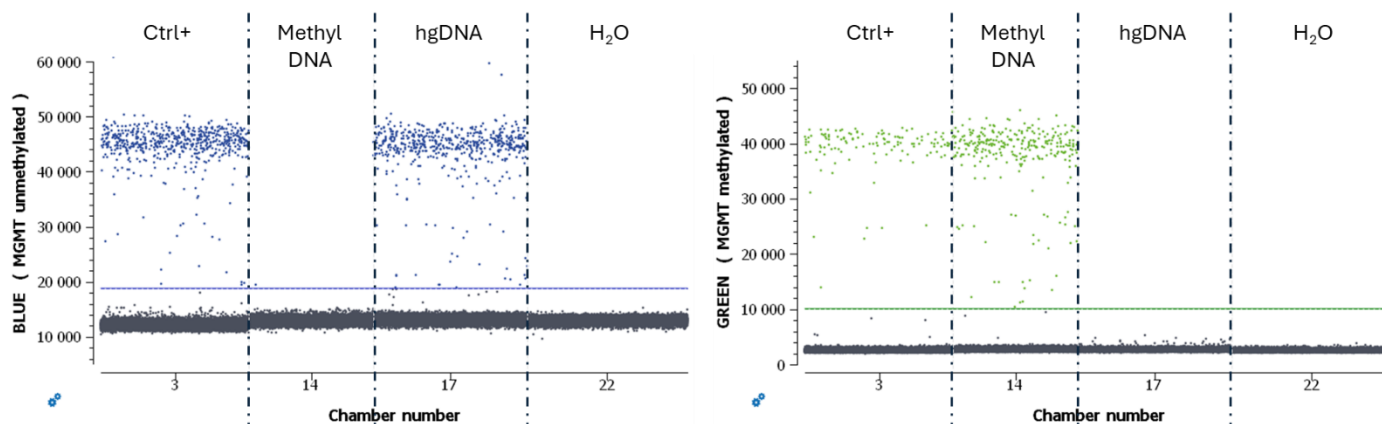 Ctrl+
Methyl
DNA
hgDNA
H₂O
60 000
50 000
40 000
30 000
20 000
10 000
BLUE ( MGMT unmethylated )
3
14
17
22
Chamber number
Ctrl+
Methyl
DNA
hgDNA
H₂O
50 000
40 000
30 000
20 000
10 000
0
GREEN ( MGMT methylated )
3
14
17
22
Chamber number